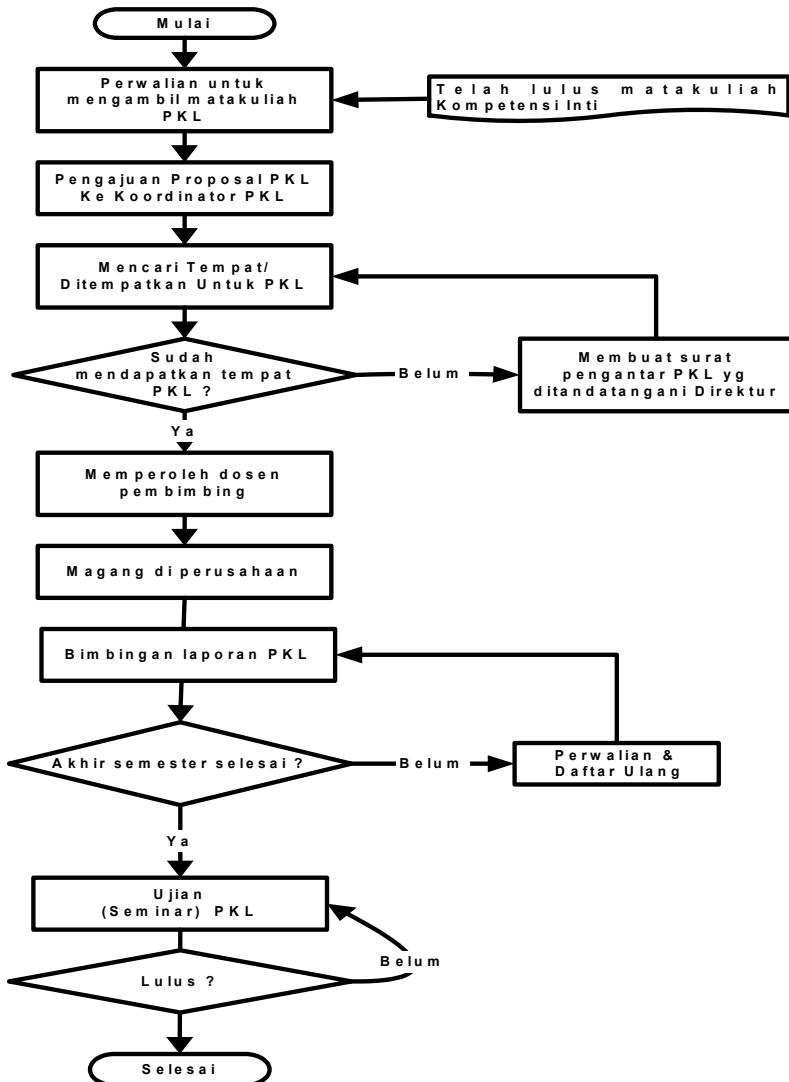 Mulai
Perwalian untuk
mengambil matakuliah
PKL
Telah lulus matakuliah
Kompetensi Inti
Pengajuan Proposal PKL
Ke Koordinator PKL
Mencari Tempat/
Ditempatkan Untuk PKL
Sudah
mendapatkan tempat
PKL ?
Belum
Membuat surat
pengantar PKL yg
ditandatangani Direktur
Ya
Memperoleh dosen
pembimbing
Magang diperusahaan
Bimbingan laporan PKL
Akhir semester selesai ?
Belum
Perwalian &
Daftar Ulang
Ya
Ujian
(Seminar) PKL
Belum
Lulus ?
Selesai